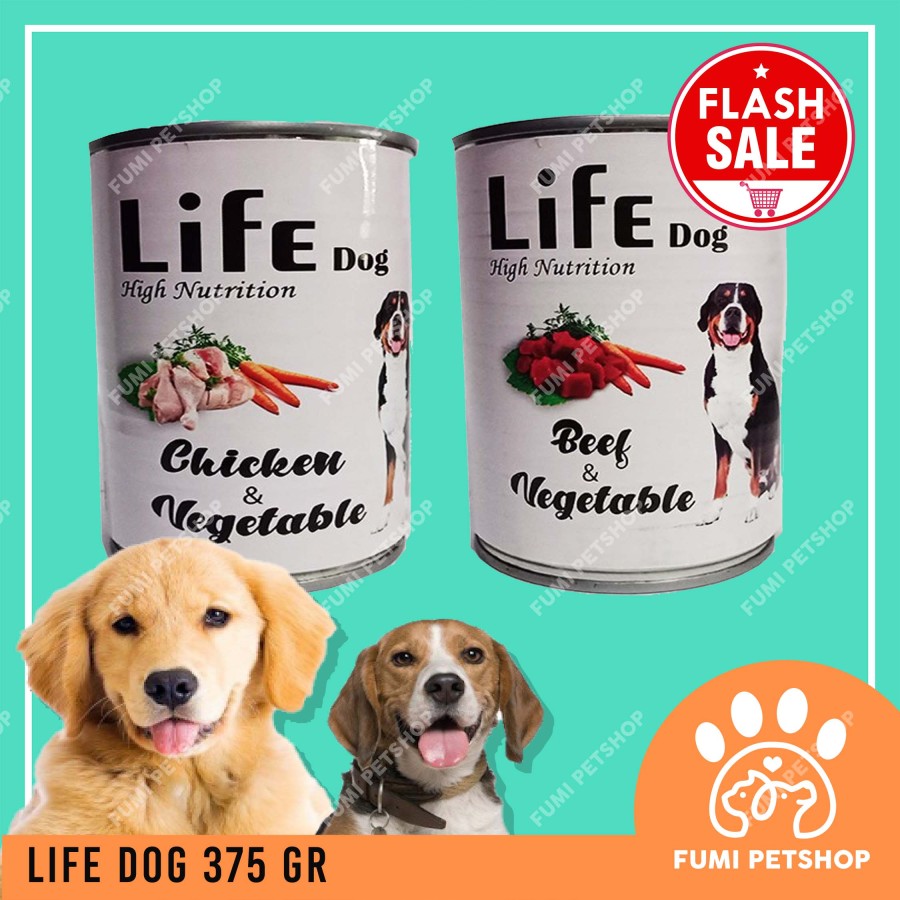 FLASH
SALE
LiFE Dog
High Nutrition
Chicken
&
Vegetable
LiFE Dog
High Nutrition
Beef
&
Vegetable
LIFE DOG 375 GR
FUMI PETSHOP